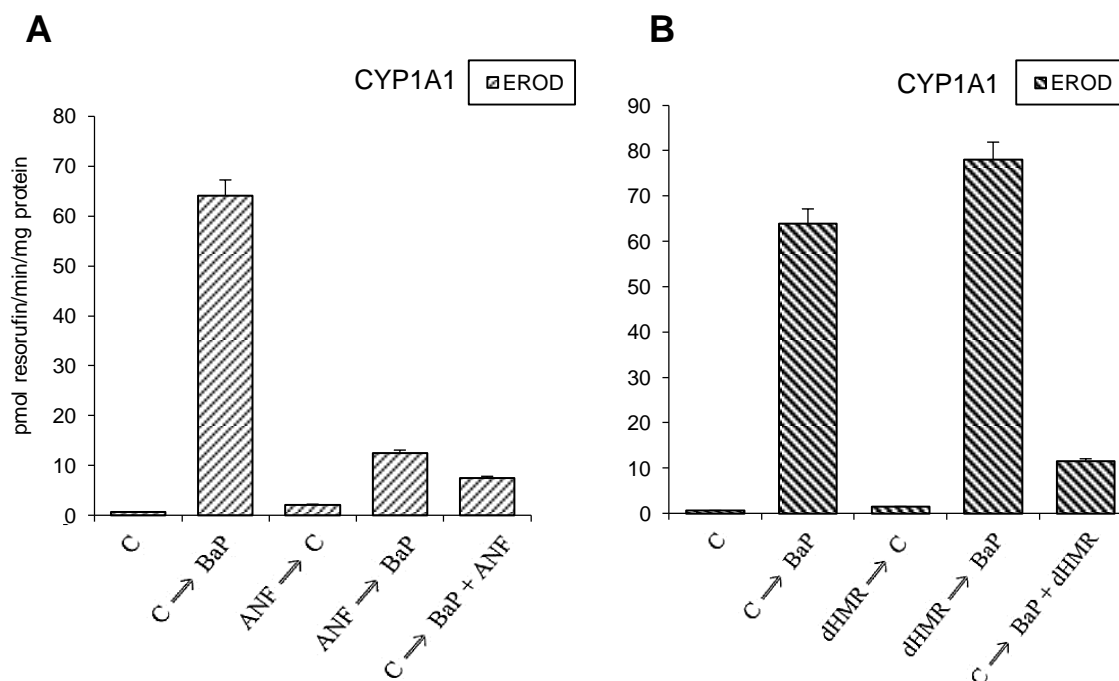 A
CYP1A1
EROD
pmol resorufin/min/mg protein
80
70
60
50
40
30
20
10
0
C
C → BaP
ANF → C
ANF → BaP
C → BaP + ANF
B
CYP1A1
EROD
90
80
70
60
50
40
30
20
10
0
C
C → BaP
dHMR → C
dHMR → BaP
C → BaP + dHMR